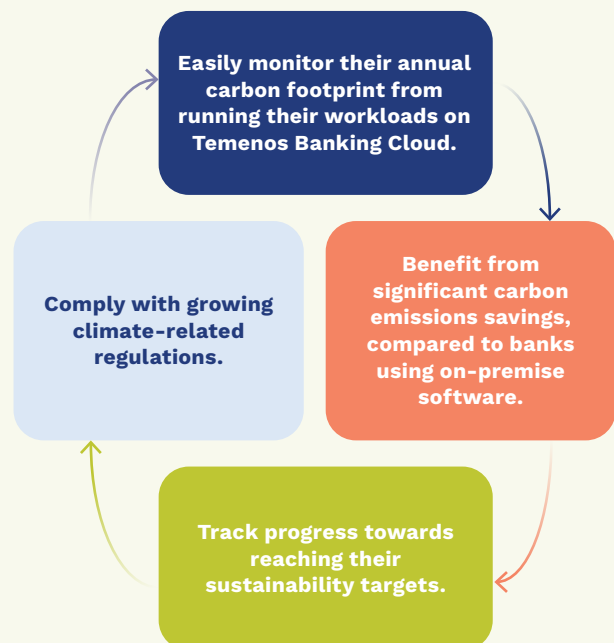 Easily monitor their annual
carbon footprint from
running their workloads on
Temenos Banking Cloud.
Benefit from
significant carbon
emissions savings,
compared to banks
using on-premise
software.
Track progress towards
reaching their
sustainability targets.
Comply with growing
climate-related
regulations.